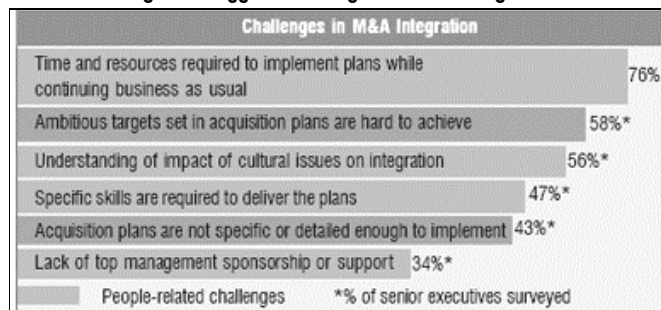 Challenges in M&A Integration
Time and resources required to implement plans while
continuing business as usual
76%
Ambitious targets set in acquisition plans are hard to achieve
58%*
Understanding of impact of cultural issues on integration
56%*
Specific skills are required to deliver the plans
47%*
Acquisition plans are not specific or detailed enough to implement
43%*
Lack of top management sponsorship or support
34%*
People-related challenges
*% of senior executives surveyed